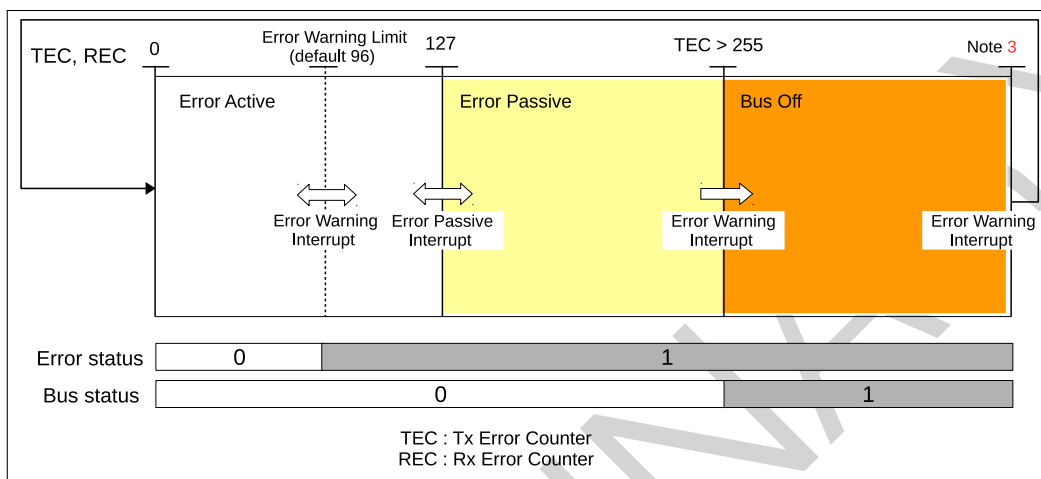 TEC, REC
0
Error Warning Limit
(default 96)
127
TEC > 255
Note 3
Error Active
Error Passive
Bus Off
Error Warning
Interrupt
Error Passive
Interrupt
Error Warning
Interrupt
Error Warning
Interrupt
Error status
0
1
Bus status
0
1
TEC : Tx Error Counter
REC : Rx Error Counter